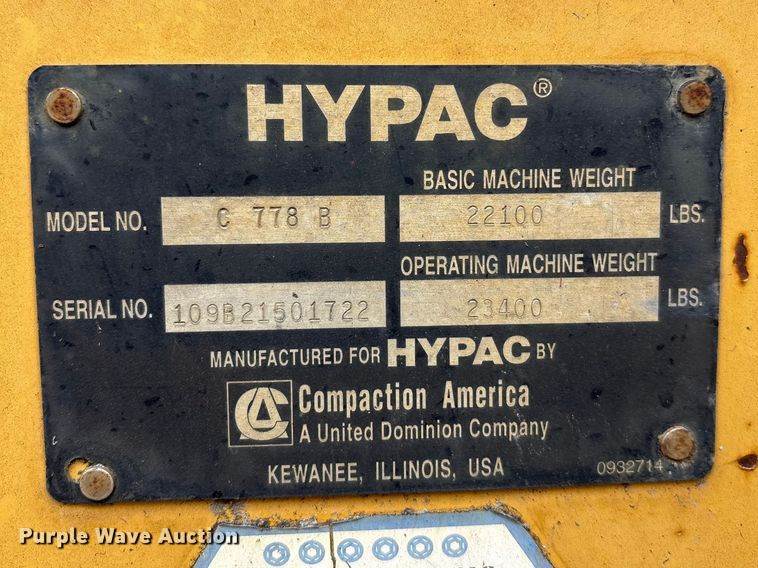 HYPAC®
BASIC MACHINE WEIGHT
MODEL NO. C 778 B 22100 LBS.
OPERATING MACHINE WEIGHT
SERIAL NO. 109B21501722 23400 LBS.
MANUFACTURED FOR HYPAC BY
CA Compaction America
A United Dominion Company
KEWANEE, ILLINOIS, USA 0932714
Purple Wave Auction